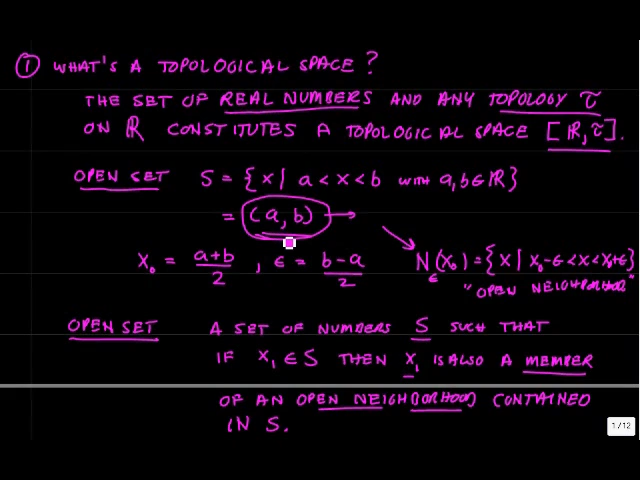 ① WHAT'S A TOPOLOGICAL SPACE?
THE SET OF REAL NUMBERS AND ANY TOPOLOGY τ
ON ℝ CONSTITUTES A TOPOLOGICAL SPACE [ℝ, τ].
OPEN SET S = {X | a < X < b WITH a, b ∈ ℝ}
= (a, b) →
X₀ = (a+b)/2 , ϵ = (b-a)/2 N_ϵ(X₀) = {X | X₀-ϵ < X < X₀+ϵ}
"OPEN NEIGHBORHOOD"
OPEN SET A SET OF NUMBERS S SUCH THAT
IF X₁ ∈ S THEN X₁ IS ALSO A MEMBER
OF AN OPEN NEIGHBORHOOD CONTAINED
IN S.
1/12